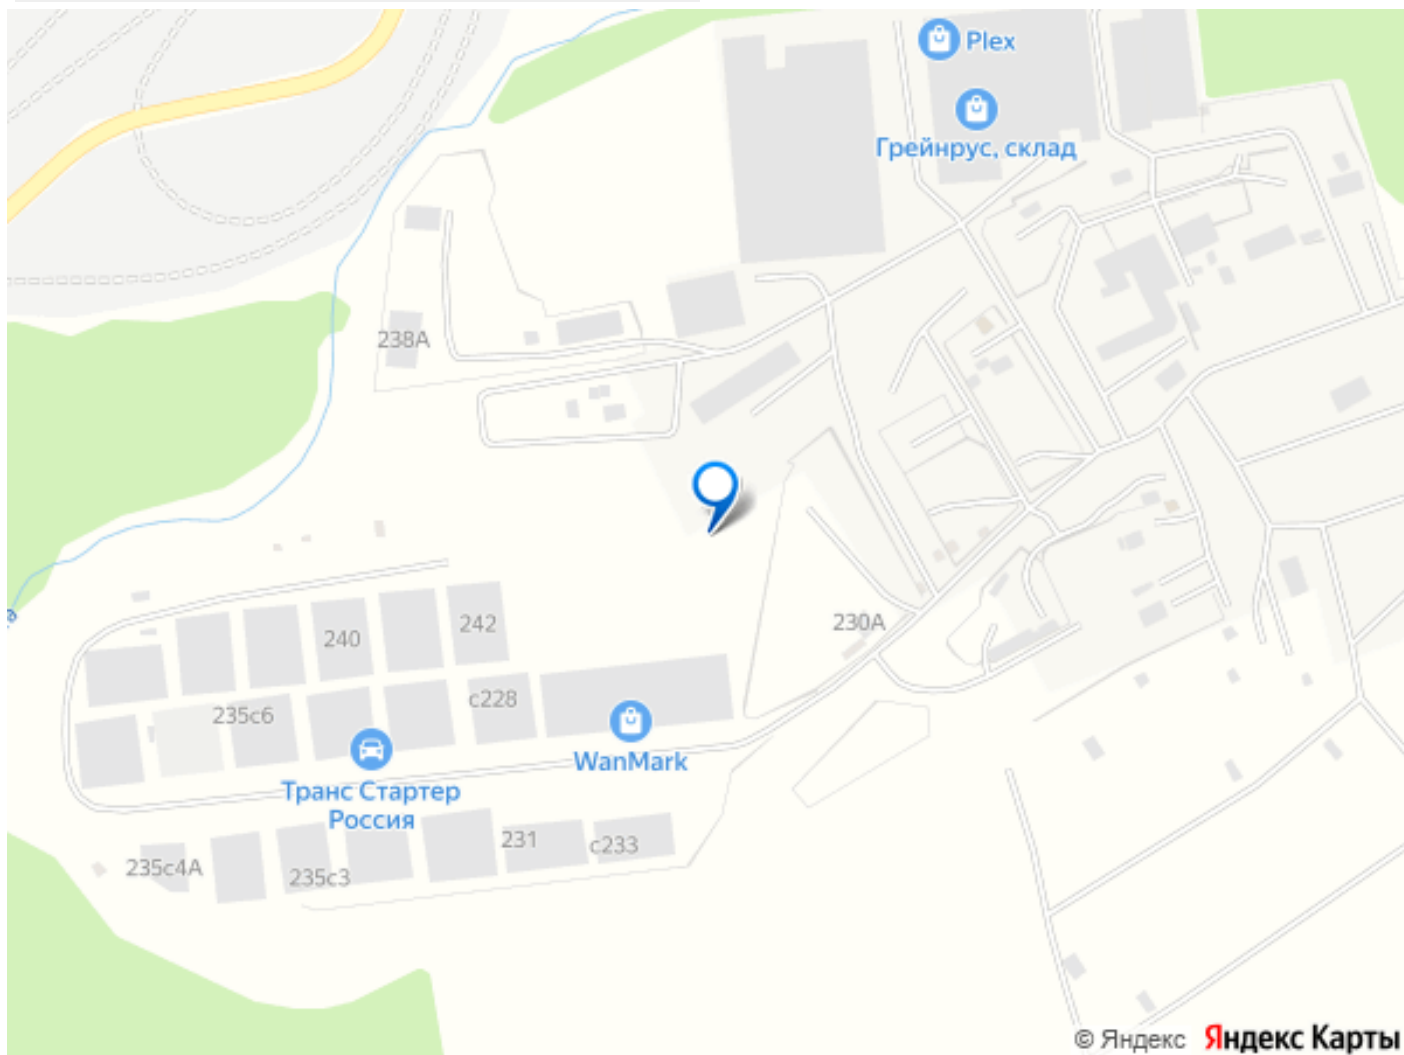 Plex
Грейнрус, склад
238А
230А
242
240
с228
235с6
WanMark
Транс Стартер
Россия
231
с233
235с4А
235с3
© Яндекс Яндекс Карты